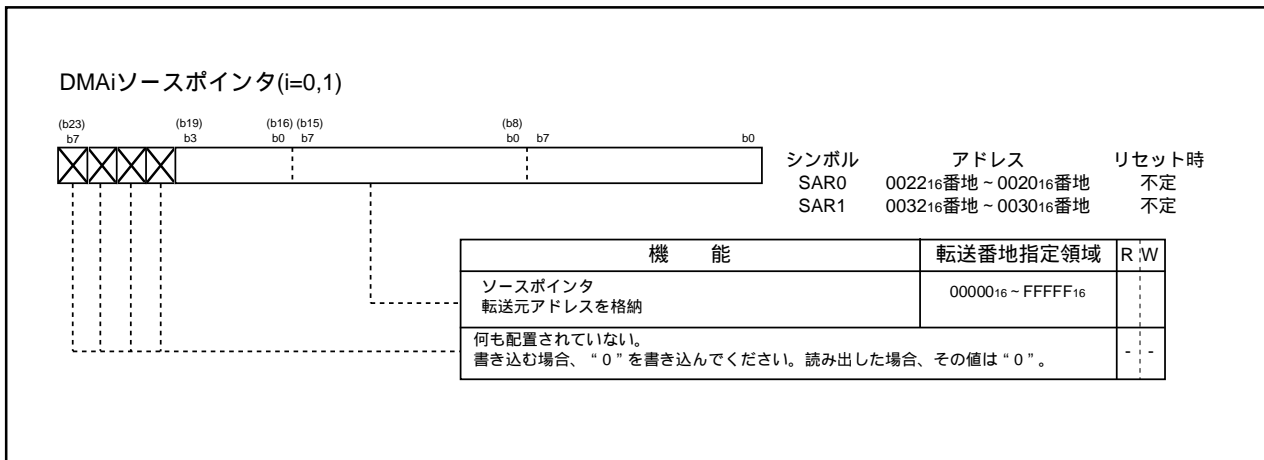 DMAiソースポインタ(i=0,1)
(b23) (b19) (b16) (b15) (b8)
b7 b3 b0 b7 b0 b7 b0
シンボル アドレス リセット時
SAR0 002216番地 ~ 002016番地 不定
SAR1 003216番地 ~ 003016番地 不定
機 能 転送番地指定領域 R W
ソースポインタ 0000016 ~ FFFFF16
転送元アドレスを格納
何も配置されていない。
書き込む場合、 “ 0 ” を書き込んでください。読み出した場合、その値は “ 0 ” 。 - -